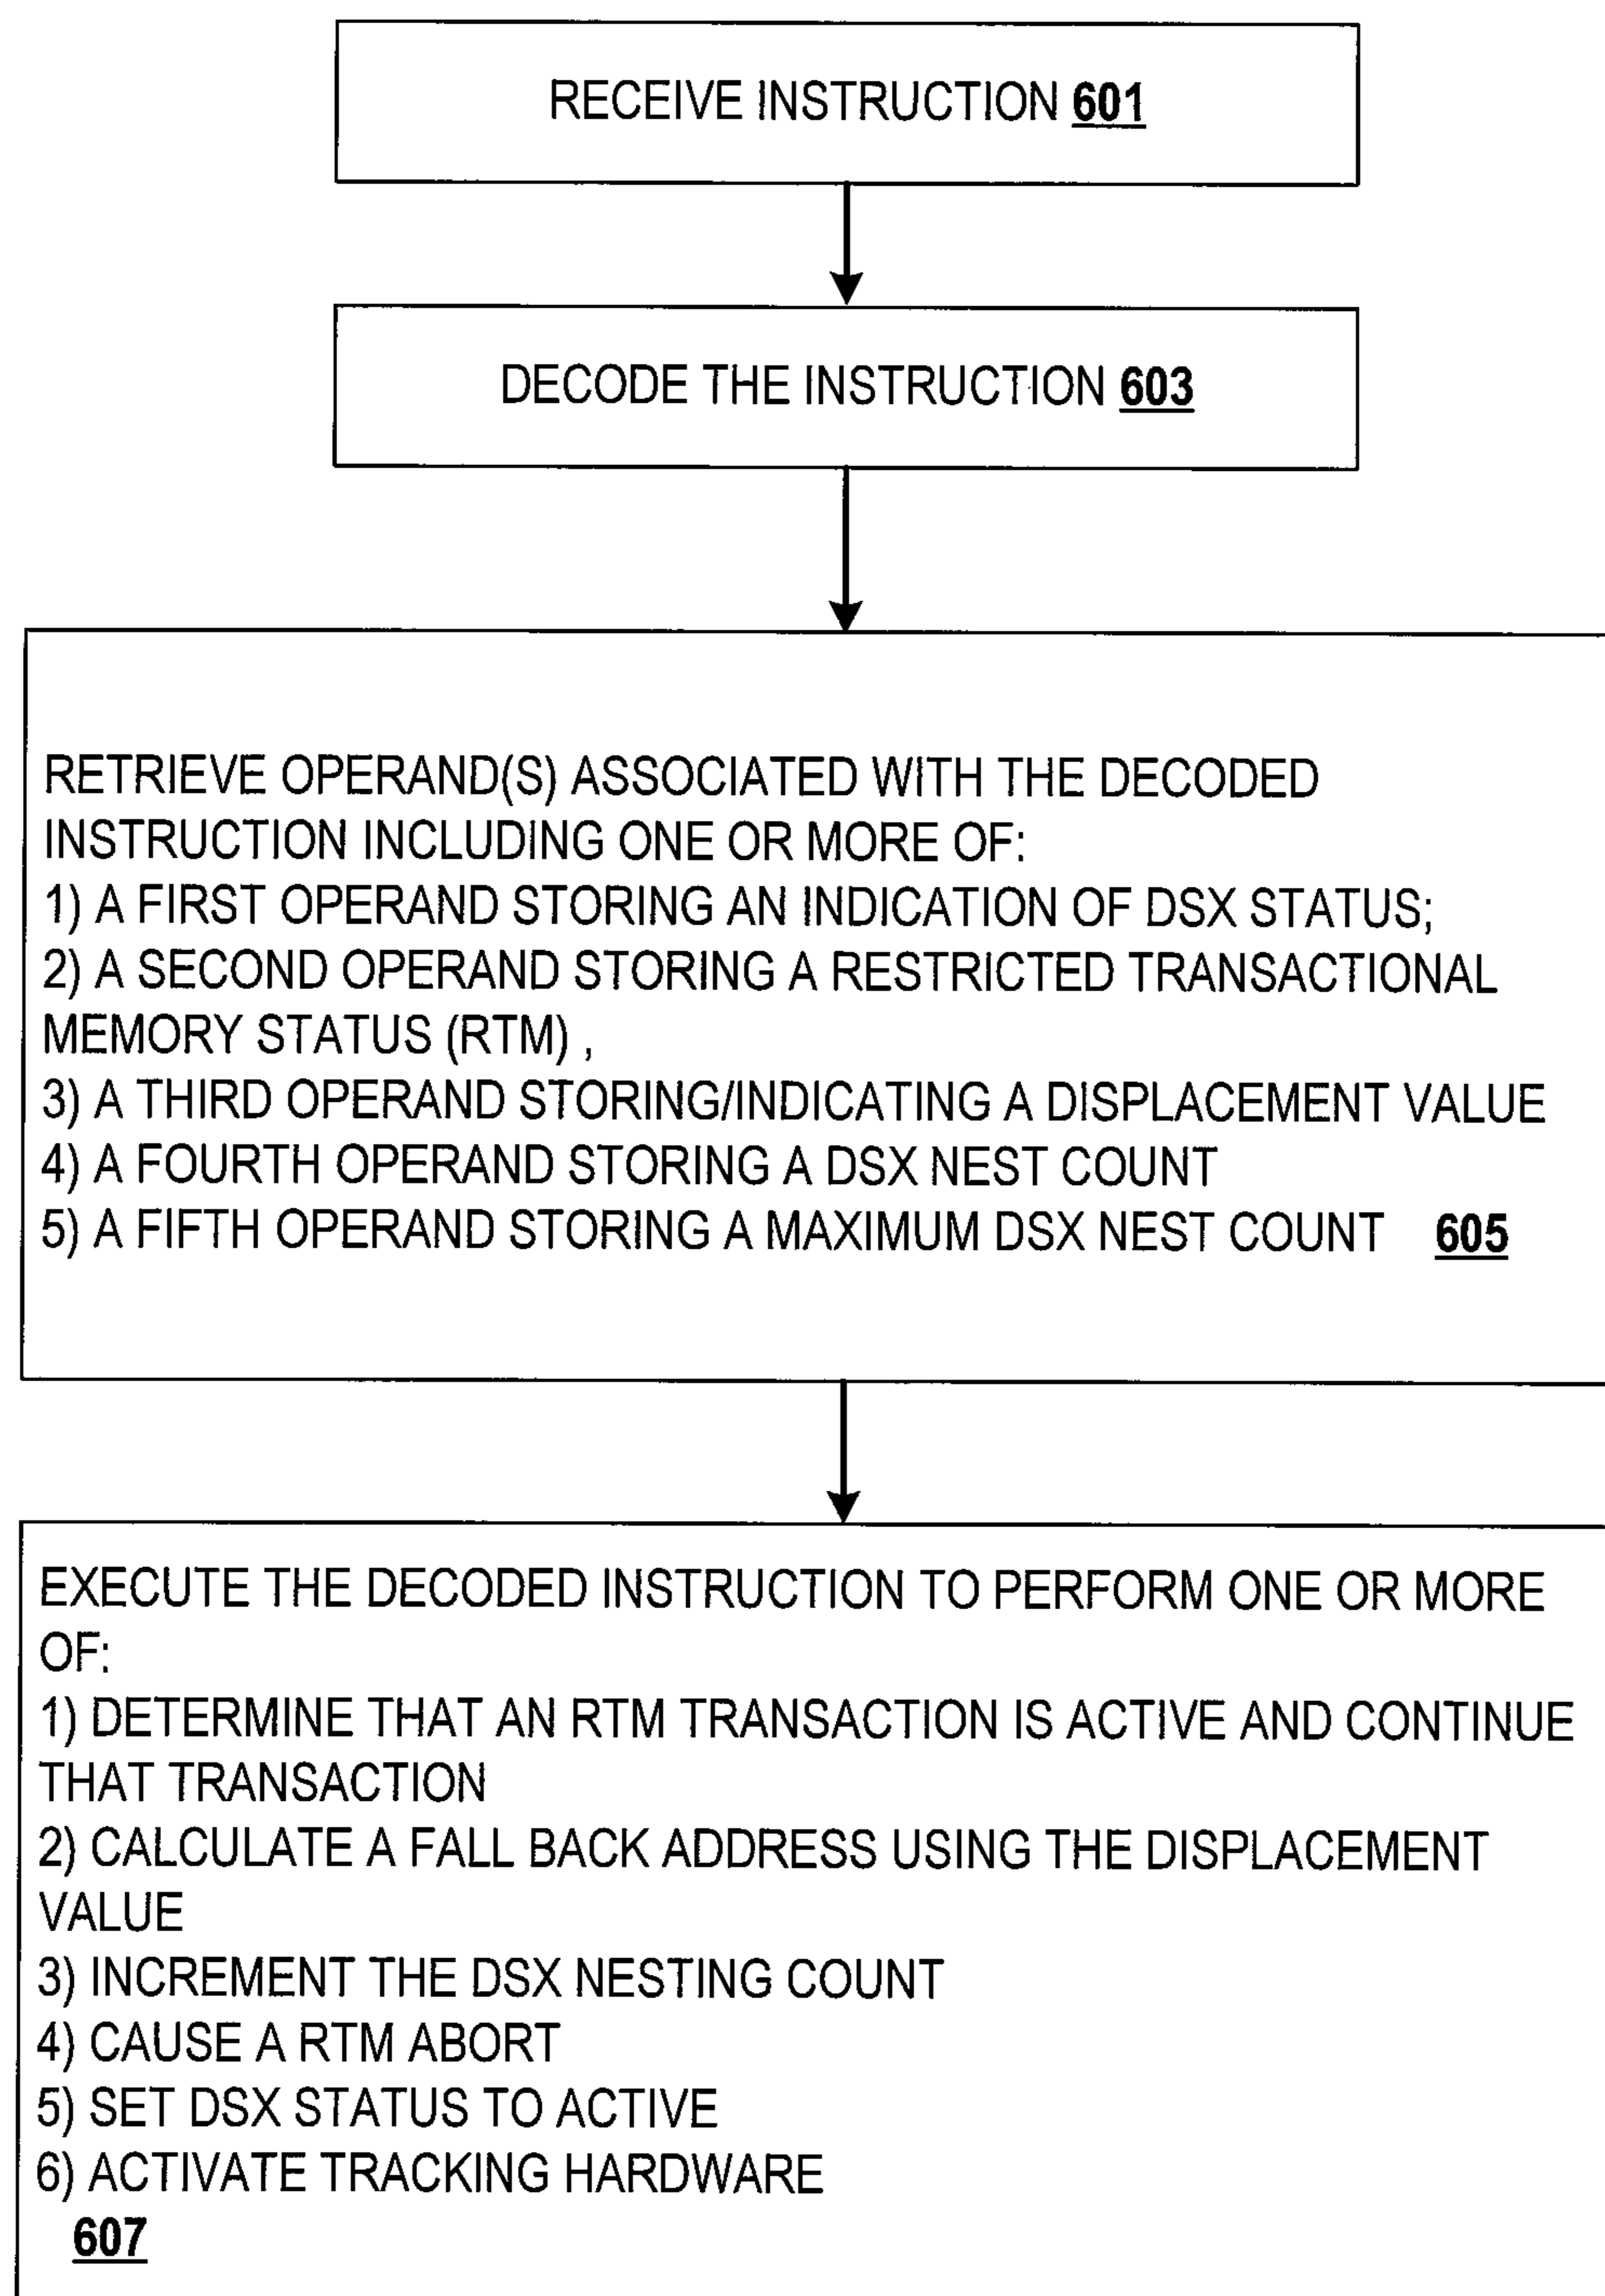 RECEIVE INSTRUCTION 601
DECODE THE INSTRUCTION 603
RETRIEVE OPERAND(S) ASSOCIATED WITH THE DECODED
INSTRUCTION INCLUDING ONE OR MORE OF:
1) A FIRST OPERAND STORING AN INDICATION OF DSX STATUS;
2) A SECOND OPERAND STORING A RESTRICTED TRANSACTIONAL
MEMORY STATUS (RTM) ,
3) A THIRD OPERAND STORING/INDICATING A DISPLACEMENT VALUE
4) A FOURTH OPERAND STORING A DSX NEST COUNT
5) A FIFTH OPERAND STORING A MAXIMUM DSX NEST COUNT 605
EXECUTE THE DECODED INSTRUCTION TO PERFORM ONE OR MORE
OF:
1) DETERMINE THAT AN RTM TRANSACTION IS ACTIVE AND CONTINUE
THAT TRANSACTION
2) CALCULATE A FALL BACK ADDRESS USING THE DISPLACEMENT
VALUE
3) INCREMENT THE DSX NESTING COUNT
4) CAUSE A RTM ABORT
5) SET DSX STATUS TO ACTIVE
6) ACTIVATE TRACKING HARDWARE
607